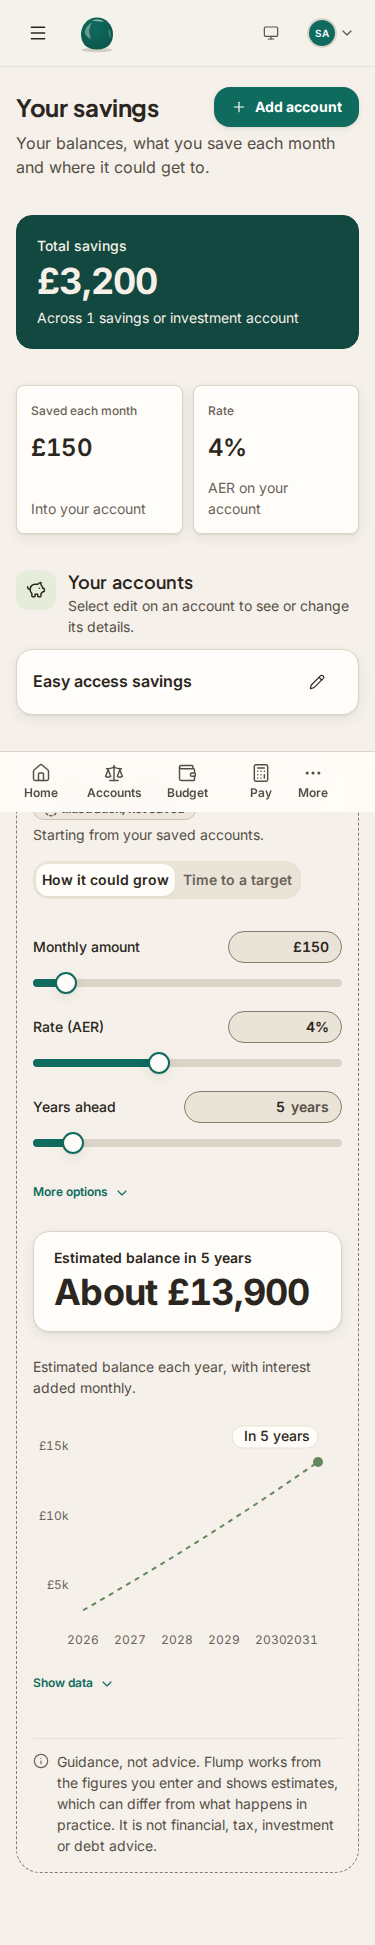 SA
Your savings
Add account
Your balances, what you save each month
and where it could get to.
Total savings
£3,200
Across 1 savings or investment account
Saved each month
£150
Into your account
Rate
4%
AER on your
account
Your accounts
Select edit on an account to see or change
its details.
Easy access savings
Home
Accounts
Budget
Pay
More
Starting from your saved accounts.
How it could grow
Time to a target
Monthly amount
£150
Rate (AER)
4%
Years ahead
5 years
More options
Estimated balance in 5 years
About £13,900
Estimated balance each year, with interest
added monthly.
In 5 years
£15k
£10k
£5k
2026 2027 2028 2029 2030 2031
Show data
Guidance, not advice. Flump works from
the figures you enter and shows estimates,
which can differ from what happens in
practice. It is not financial, tax, investment
or debt advice.